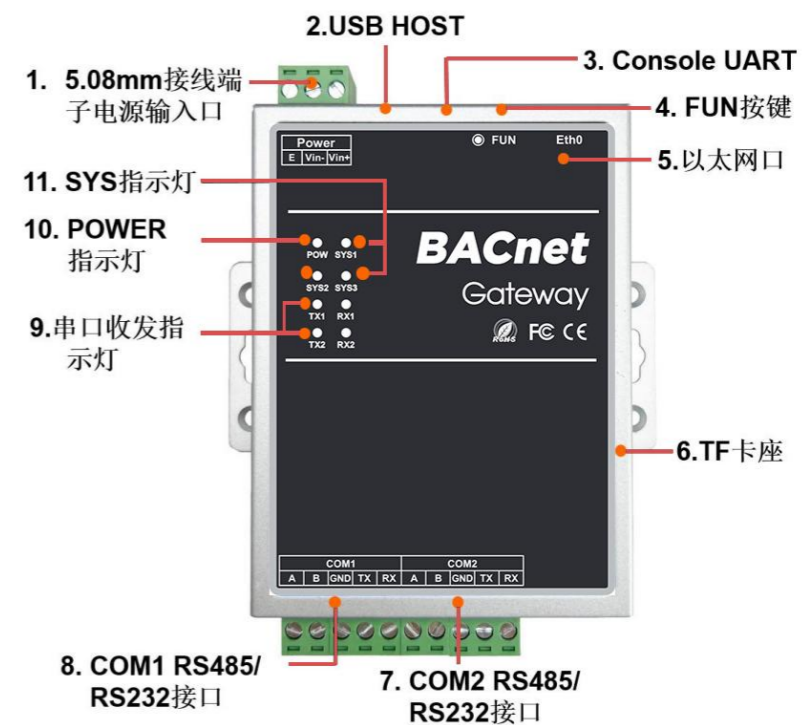 2.USB HOST
3. Console UART
1. 5.08mm接线端
子电源输入口
4. FUN按键
Power
E Vin- Vin+
FUN
Eth0
5.以太网口
11. SYS指示灯
10. POWER
指示灯
POW SYS1
BACnet
SYS2 SYS3
Gateway
9.串口收发指
示灯
TX1 RX1
TX2 RX2
RoHS FC CE
6.TF卡座
COM1 COM2
A B GND TX RX A B GND TX RX
8. COM1 RS485/
RS232接口
7. COM2 RS485/
RS232接口